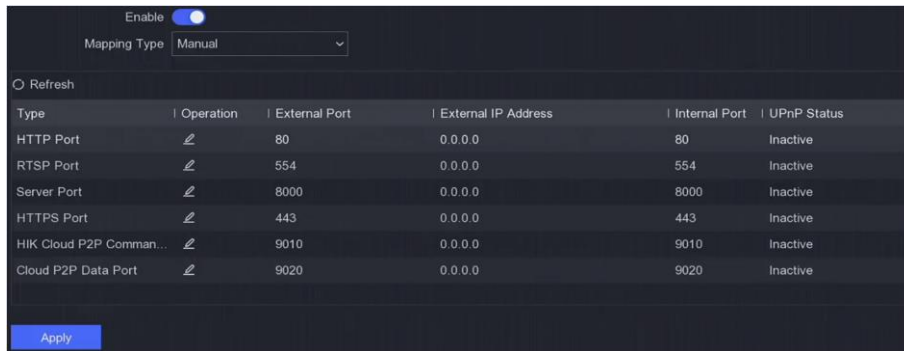 Enable
Mapping Type Manual
Refresh
Type Operation External Port External IP Address Internal Port UPnP Status
HTTP Port 80 0.0.0.0 80 Inactive
RTSP Port 554 0.0.0.0 554 Inactive
Server Port 8000 0.0.0.0 8000 Inactive
HTTPS Port 443 0.0.0.0 443 Inactive
HIK Cloud P2P Comman... 9010 0.0.0.0 9010 Inactive
Cloud P2P Data Port 9020 0.0.0.0 9020 Inactive
Apply